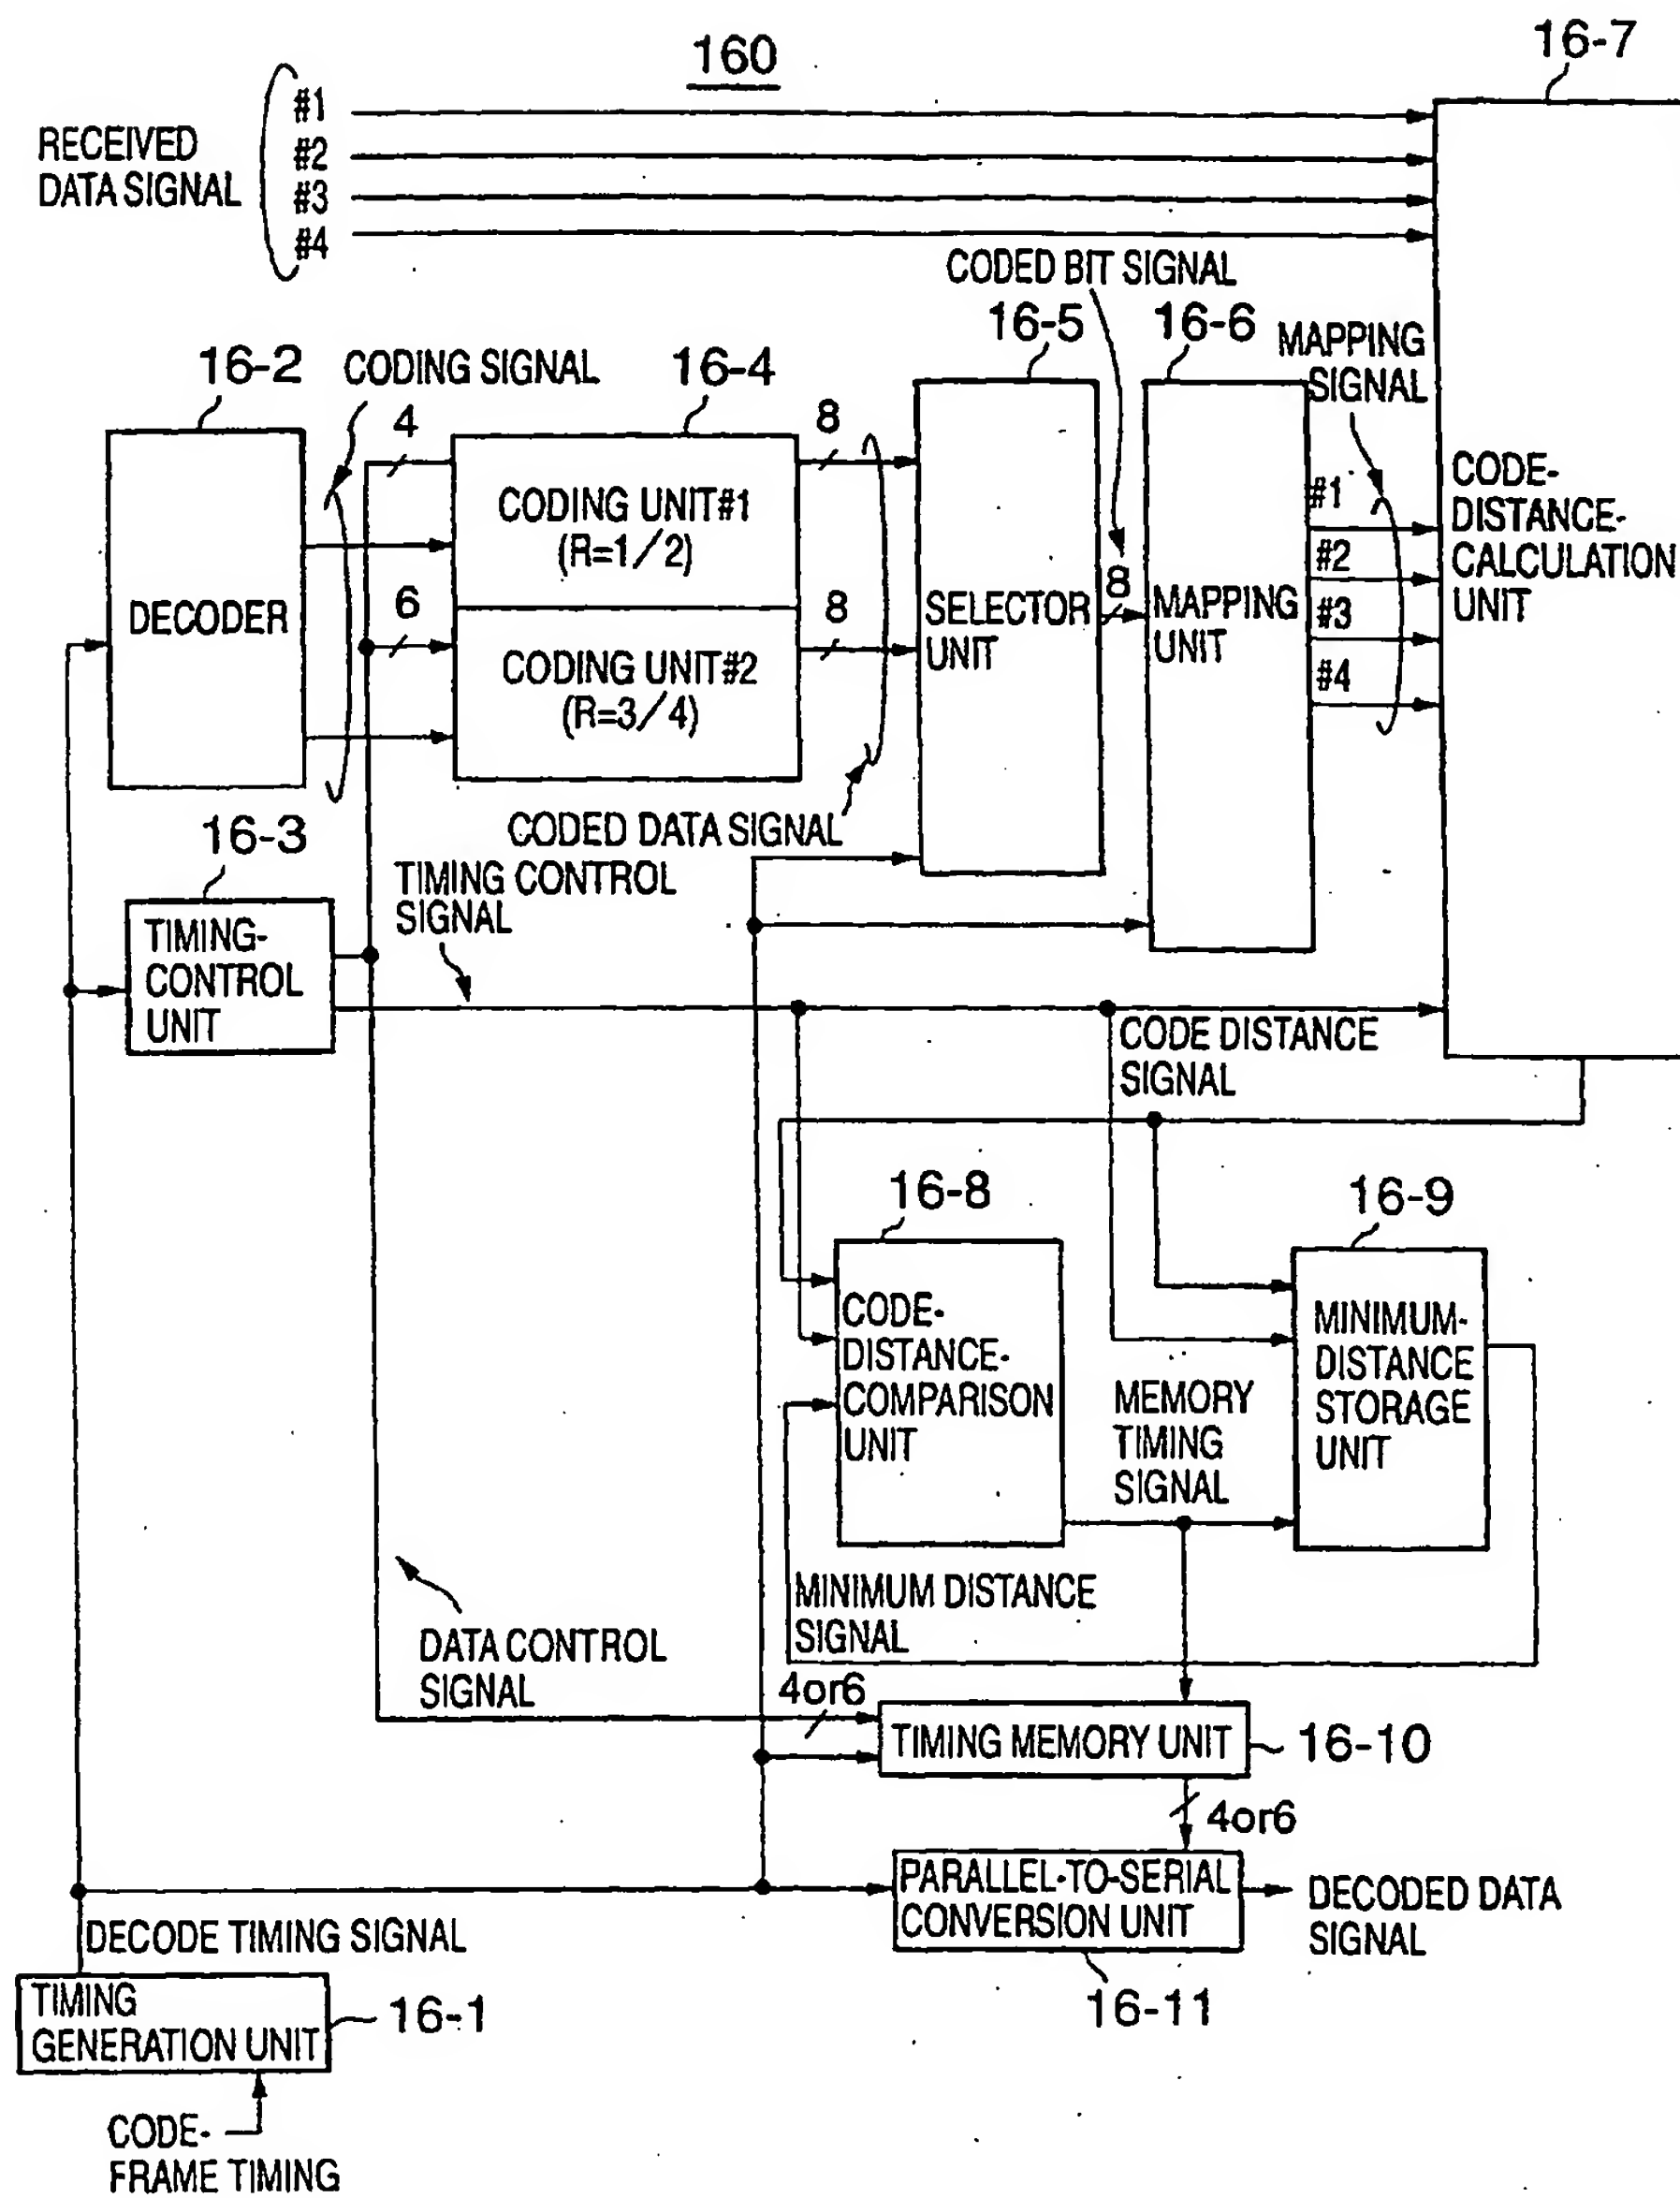 160
16-7
RECEIVED
DATA SIGNAL
#1
#2
#3
#4
CODED BIT SIGNAL
16-5
16-6
MAPPING
SIGNAL
16-2
CODING SIGNAL
16-4
4
8
8
6
8
DECODER
CODING UNIT#1
(R=1/2)
CODING UNIT#2
(R=3/4)
SELECTOR
UNIT
MAPPING
UNIT
#1
#2
#3
#4
CODE-
DISTANCE-
CALCULATION
UNIT
CODED DATA SIGNAL
16-3
TIMING CONTROL
SIGNAL
TIMING-
CONTROL
UNIT
CODE DISTANCE
SIGNAL
16-8
16-9
CODE-
DISTANCE-
COMPARISON
UNIT
MINIMUM-
DISTANCE
STORAGE
UNIT
MEMORY
TIMING
SIGNAL
MINIMUM DISTANCE
SIGNAL
DATA CONTROL
SIGNAL
4or6
TIMING MEMORY UNIT
16-10
4or6
PARALLEL-TO-SERIAL
CONVERSION UNIT
DECODED DATA
SIGNAL
16-11
DECODE TIMING SIGNAL
TIMING
GENERATION UNIT
16-1
CODE-
FRAME TIMING